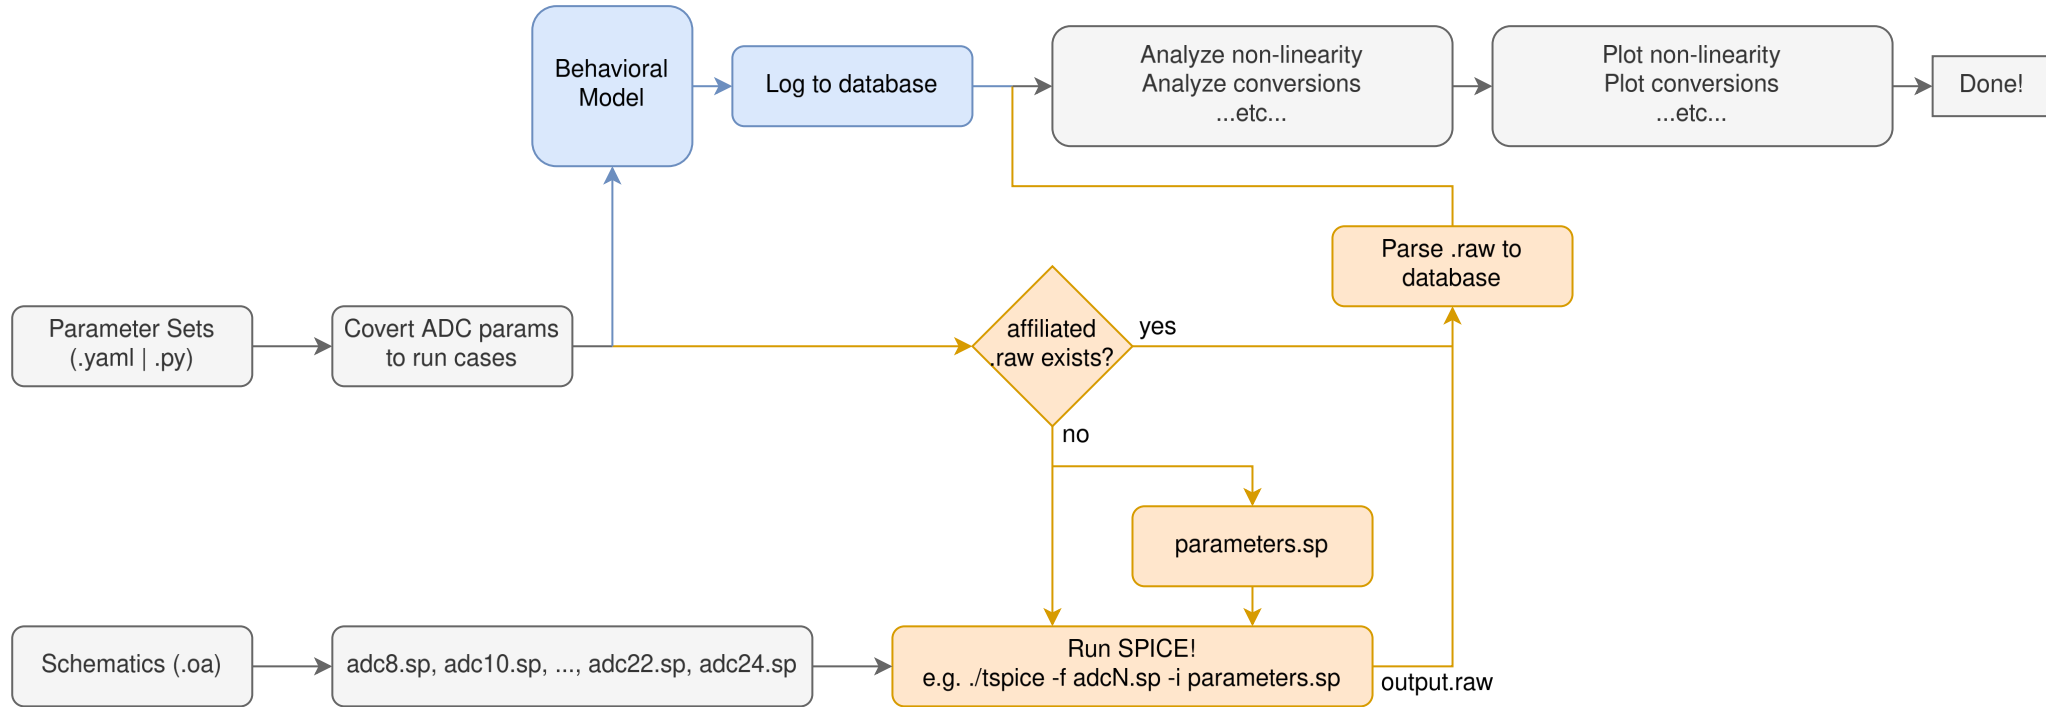 Behavioral
Model
Log to database
Analyze non-linearity
Analyze conversions
...etc...
Plot non-linearity
Plot conversions
...etc...
Done!
Parse .raw to
database
Parameter Sets
(.yaml | .py)
Covert ADC params
to run cases
affiliated
.raw exists?
yes
no
parameters.sp
Schematics (.oa)
adc8.sp, adc10.sp, ..., adc22.sp, adc24.sp
Run SPICE!
e.g. ./tspice -f adcN.sp -i parameters.sp
output.raw